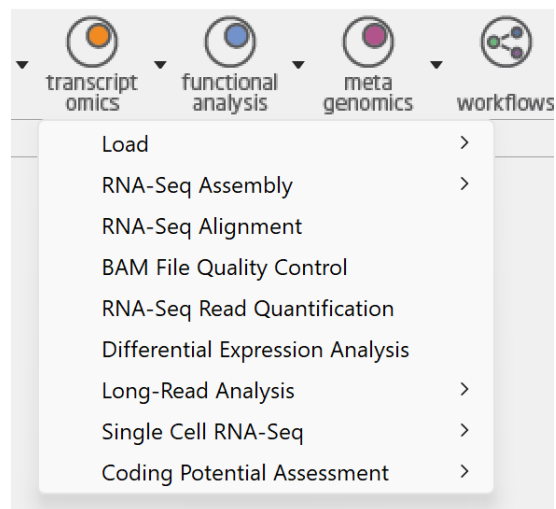 transcript
omics
functional
analysis
meta
genomics
workflows
Load
RNA-Seq Assembly
RNA-Seq Alignment
BAM File Quality Control
RNA-Seq Read Quantification
Differential Expression Analysis
Long-Read Analysis
Single Cell RNA-Seq
Coding Potential Assessment